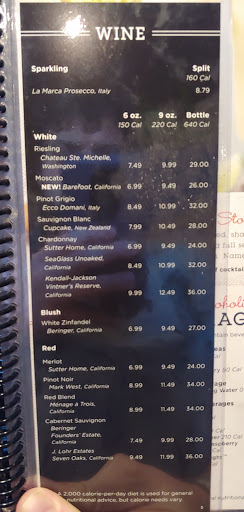 WINE
Sparkling Split
160 Cal
La Marca Prosecco, Italy 8.79
6 oz. 9 oz. Bottle
150 Cal 220 Cal 640 Cal
White
Riesling
Chateau Ste. Michelle,
Washington 7.49 9.99 29.00
Moscato
NEW! Barefoot, California 6.99 9.49 26.00
Pinot Grigio
Ecco Domani, Italy 8.49 10.99 32.00
Sauvignon Blanc
Cupcake, New Zealand 7.99 10.49 28.00
Chardonnay
Sutter Home, California 6.99 9.49 24.00
SeaGlass Unoaked,
California 8.49 10.99 32.00
Kendall-Jackson
Vintner's Reserve,
California 9.99 12.49 36.00
Blush
White Zinfandel
Beringer, California 6.99 9.49 27.00
Red
Merlot
Sutter Home, California 6.99 9.49 24.00
Pinot Noir
Mark West, California 8.99 11.49 34.00
Red Blend
Ménage à Trois,
California 8.99 11.49 34.00
Cabernet Sauvignon
Beringer
Founders' Estate,
California 7.49 9.99 28.00
J. Lohr Estates
Seven Oaks, California 9.49 11.99 36.00
A 2,000 calorie-per-day diet is used for general
nutritional advice, but calorie needs vary.